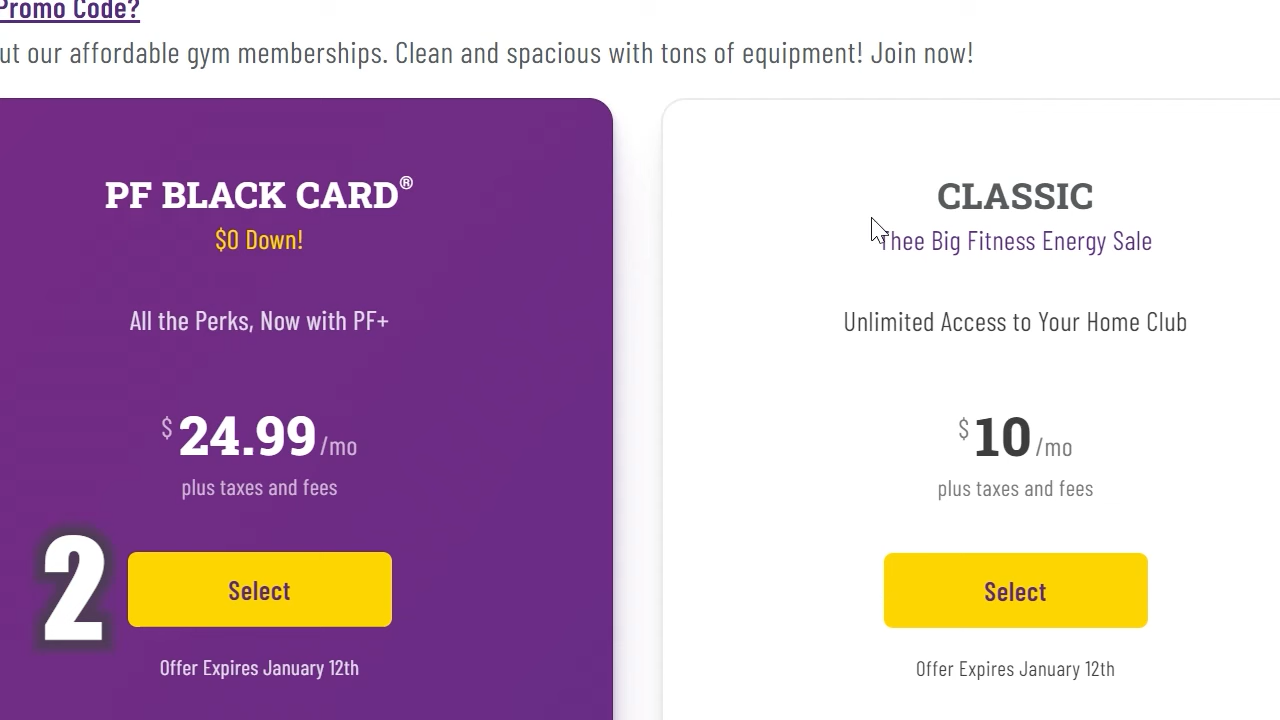 Promo Code?
ut our affordable gym memberships. Clean and spacious with tons of equipment! Join now!
PF BLACK CARD®
$0 Down!
All the Perks, Now with PF+
$24.99/mo
plus taxes and fees
2
Select
Offer Expires January 12th
CLASSIC
Thee Big Fitness Energy Sale
Unlimited Access to Your Home Club
$10/mo
plus taxes and fees
Select
Offer Expires January 12th